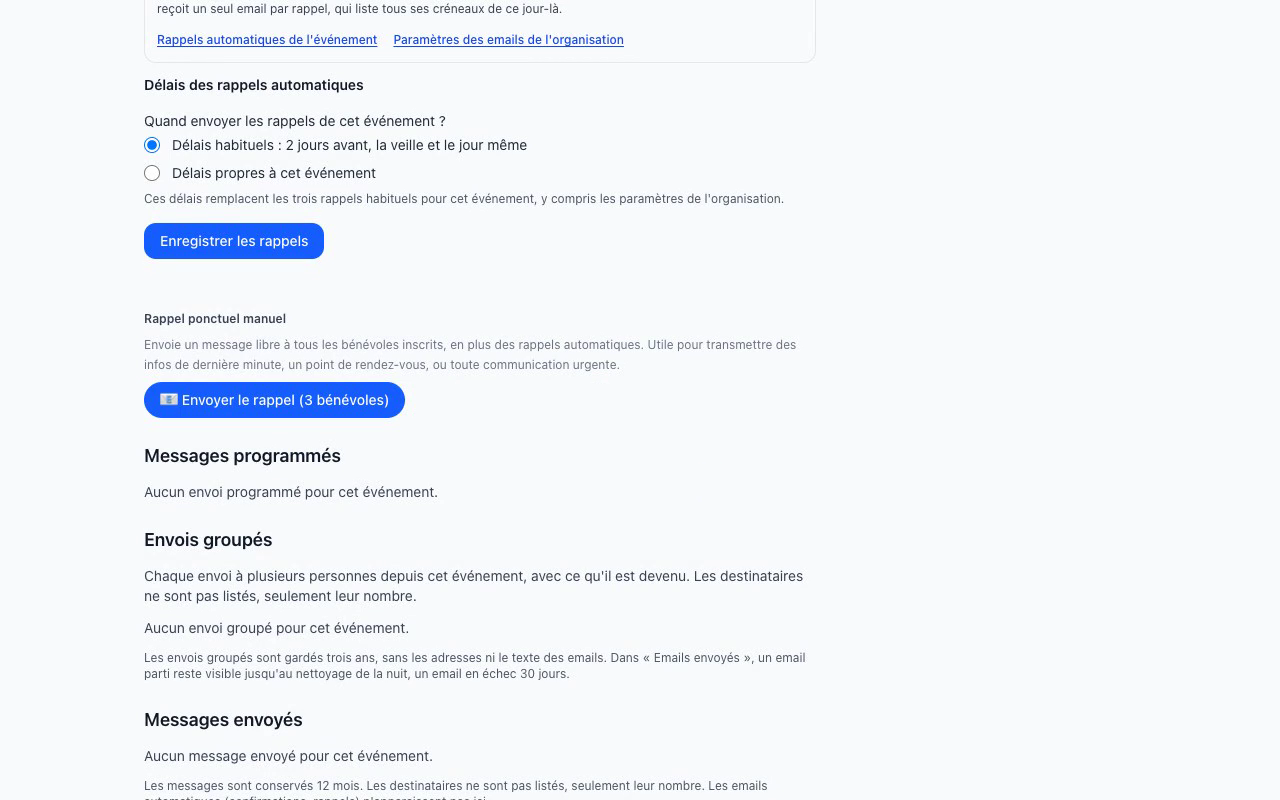 reçoit un seul email par rappel, qui liste tous ses créneaux de ce jour-là.
Rappels automatiques de l'événement Paramètres des emails de l'organisation
Délais des rappels automatiques
Quand envoyer les rappels de cet événement ?
Délais habituels : 2 jours avant, la veille et le jour même
Délais propres à cet événement
Ces délais remplacent les trois rappels habituels pour cet événement, y compris les paramètres de l'organisation.
Enregistrer les rappels
Rappel ponctuel manuel
Envoie un message libre à tous les bénévoles inscrits, en plus des rappels automatiques. Utile pour transmettre des
infos de dernière minute, un point de rendez-vous, ou toute communication urgente.
Envoyer le rappel (3 bénévoles)
Messages programmés
Aucun envoi programmé pour cet événement.
Envois groupés
Chaque envoi à plusieurs personnes depuis cet événement, avec ce qu'il est devenu. Les destinataires
ne sont pas listés, seulement leur nombre.
Aucun envoi groupé pour cet événement.
Les envois groupés sont gardés trois ans, sans les adresses ni le texte des emails. Dans « Emails envoyés », un email
parti reste visible jusqu'au nettoyage de la nuit, un email en échec 30 jours.
Messages envoyés
Aucun message envoyé pour cet événement.
Les messages sont conservés 12 mois. Les destinataires ne sont pas listés, seulement leur nombre. Les emails
automatiques (confirmations, rappels) n'apparaissent pas ici.